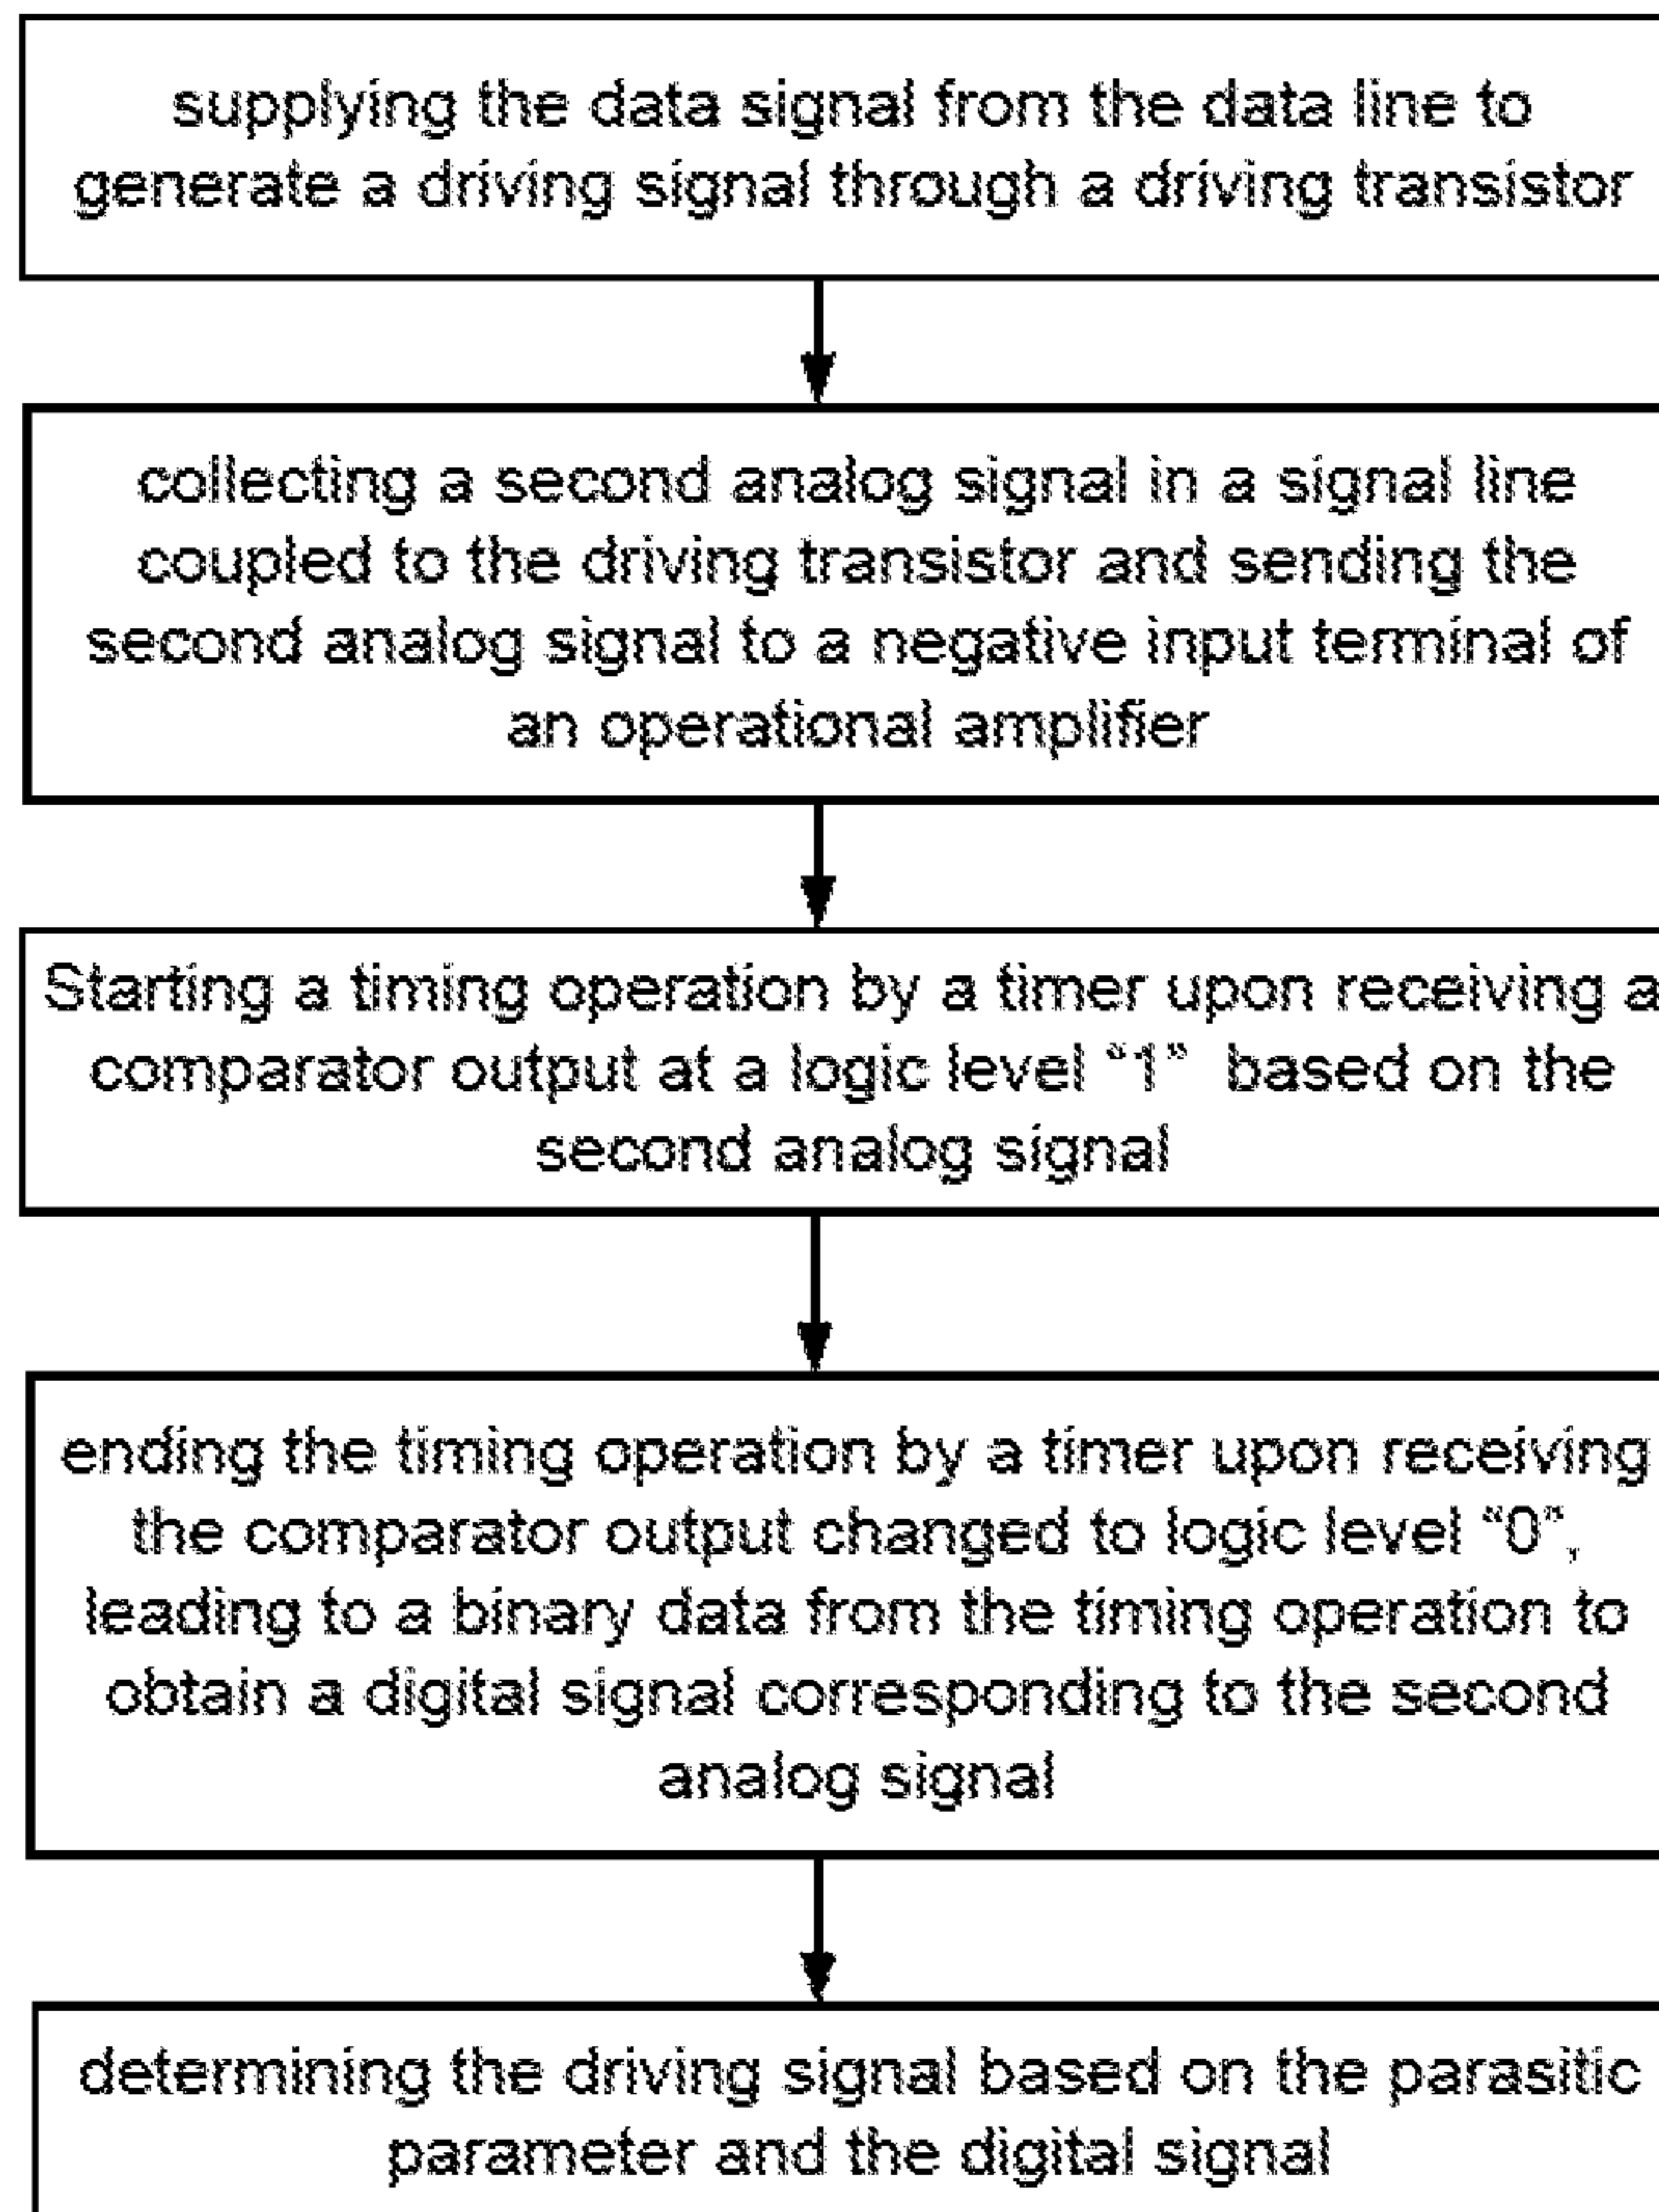 supplying the data signal from the data line to
generate a driving signal through a driving transistor
collecting a second analog signal in a signal line
coupled to the driving transistor and sending the
second analog signal to a negative input terminal of
an operational amplifier
Starting a timing operation by a timer upon receiving a
comparator output at a logic level “1” based on the
second analog signal
ending the timing operation by a timer upon receiving
the comparator output changed to logic level “0”,
leading to a binary data from the timing operation to
obtain a digital signal corresponding to the second
analog signal
determining the driving signal based on the parasitic
parameter and the digital signal